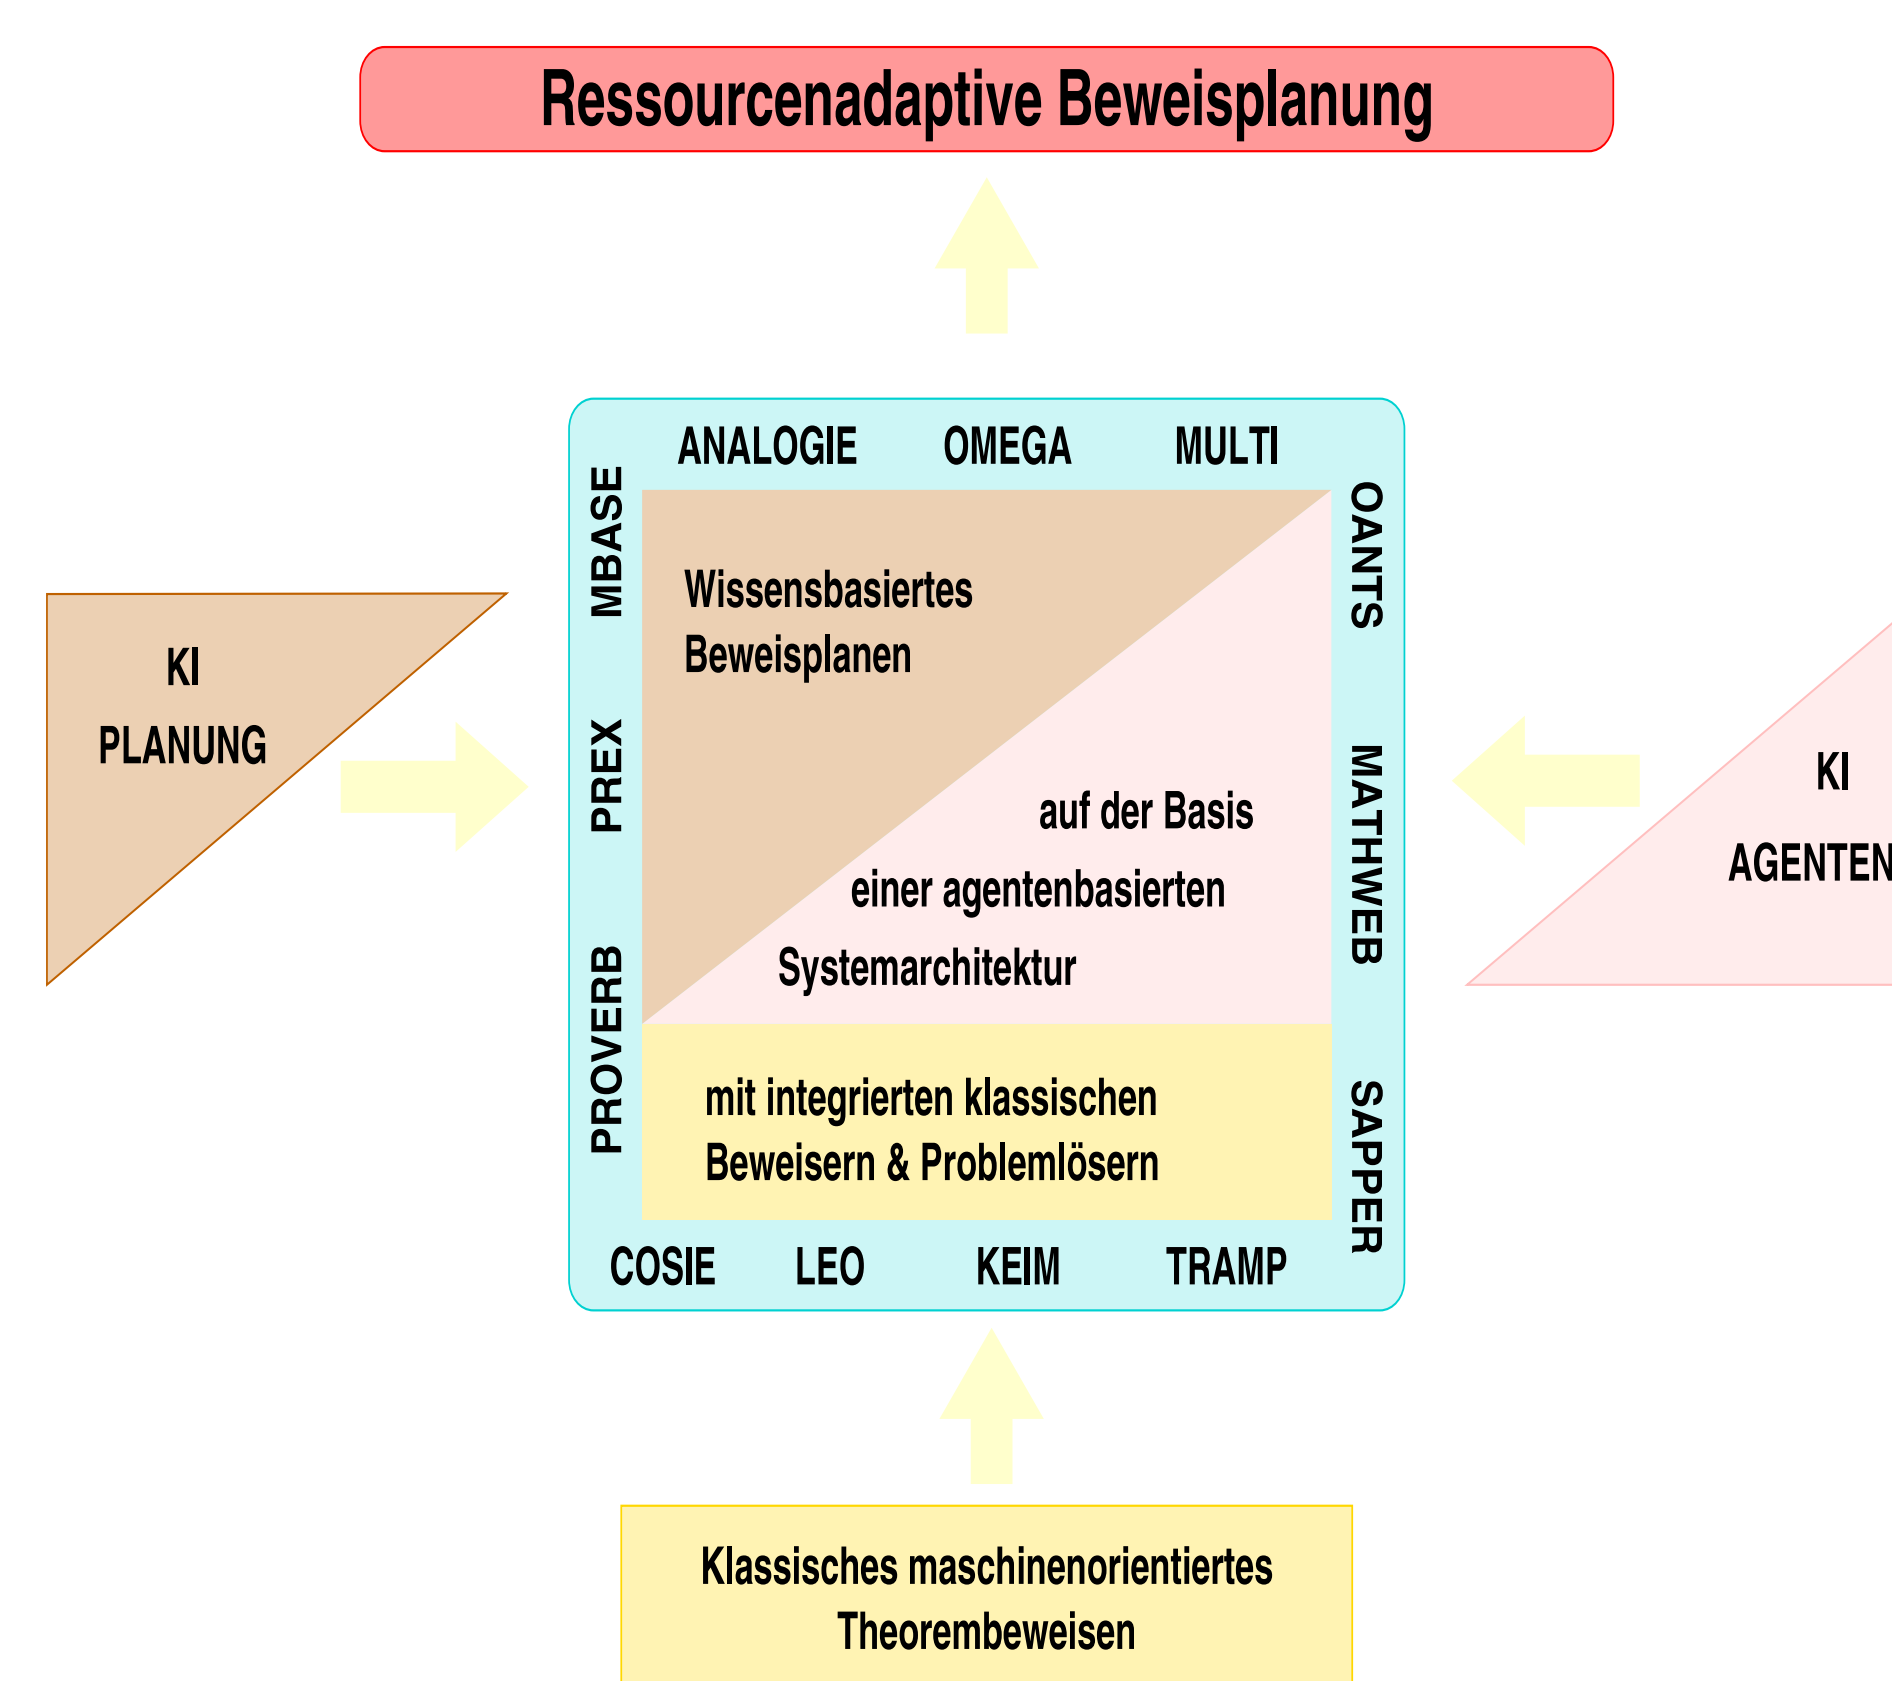 Ressourcenadaptive Beweisplanung
ANALOGIE OMEGA MULTI
MBASE
PREX
PROVERB
OANTS
MATHWEB
SAPPER
KI
PLANUNG
Wissensbasiertes
Beweisplanen
auf der Basis
einer agentenbasierten
Systemarchitektur
KI
AGENTEN
mit integrierten klassischen
Beweisern & Problemlösern
COSIE LEO KEIM TRAMP
Klassisches maschinenorientiertes
Theorembeweisen